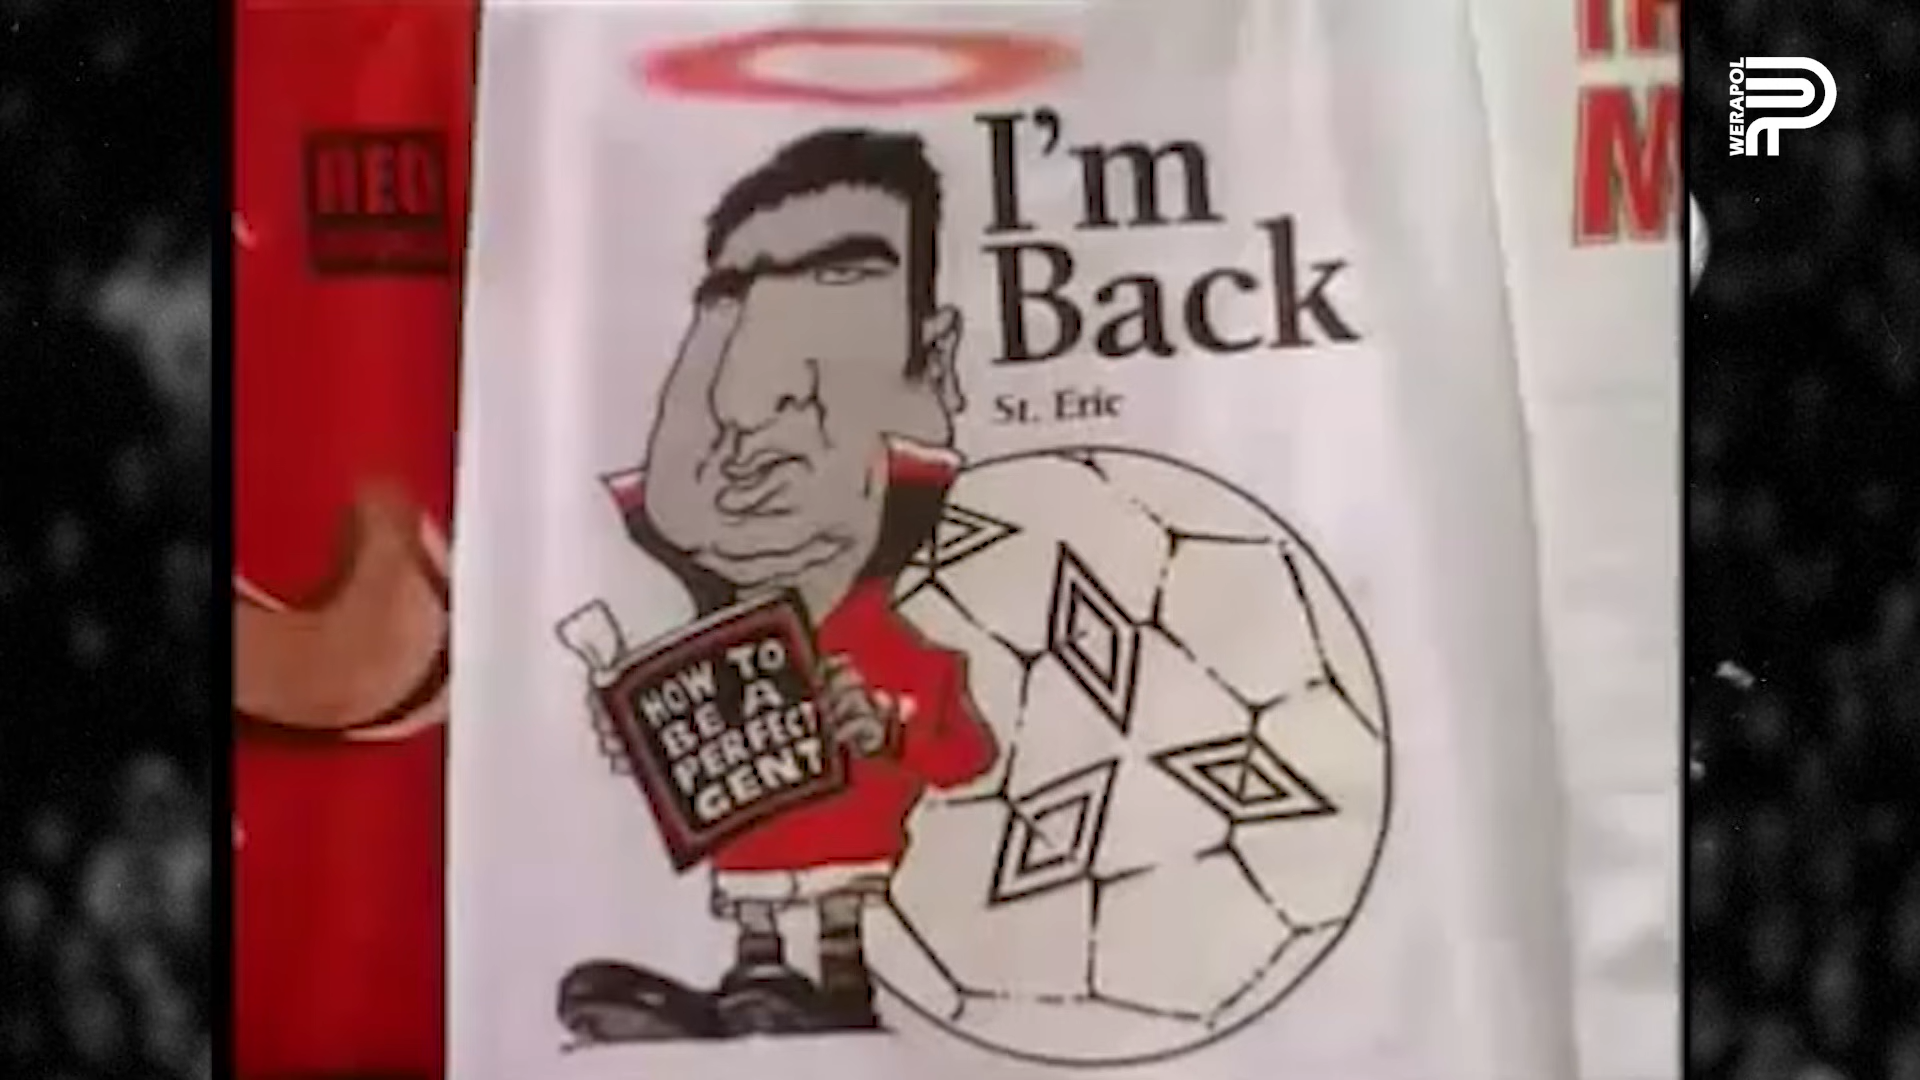 WERAPOL
RED
I'm
Back
St. Eric
M
HOW TO
BE A
PERFECT
GENT